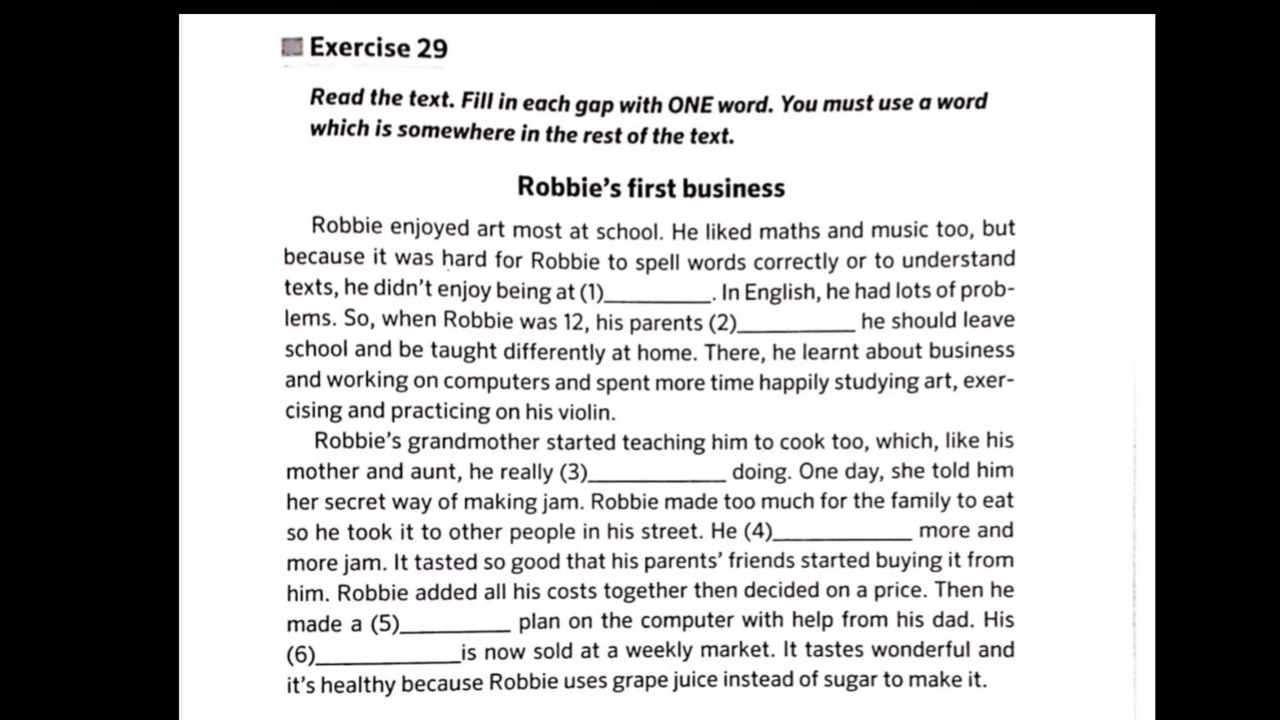 Exercise 29
Read the text. Fill in each gap with ONE word. You must use a word
which is somewhere in the rest of the text.
Robbie's first business
Robbie enjoyed art most at school. He liked maths and music too, but
because it was hard for Robbie to spell words correctly or to understand
texts, he didn't enjoy being at (1)__________. In English, he had lots of prob-
lems. So, when Robbie was 12, his parents (2)__________ he should leave
school and be taught differently at home. There, he learnt about business
and working on computers and spent more time happily studying art, exer-
cising and practicing on his violin.
Robbie's grandmother started teaching him to cook too, which, like his
mother and aunt, he really (3)____________ doing. One day, she told him
her secret way of making jam. Robbie made too much for the family to eat
so he took it to other people in his street. He (4)____________ more and
more jam. It tasted so good that his parents' friends started buying it from
him. Robbie added all his costs together then decided on a price. Then he
made a (5)__________ plan on the computer with help from his dad. His
(6)____________is now sold at a weekly market. It tastes wonderful and
it's healthy because Robbie uses grape juice instead of sugar to make it.